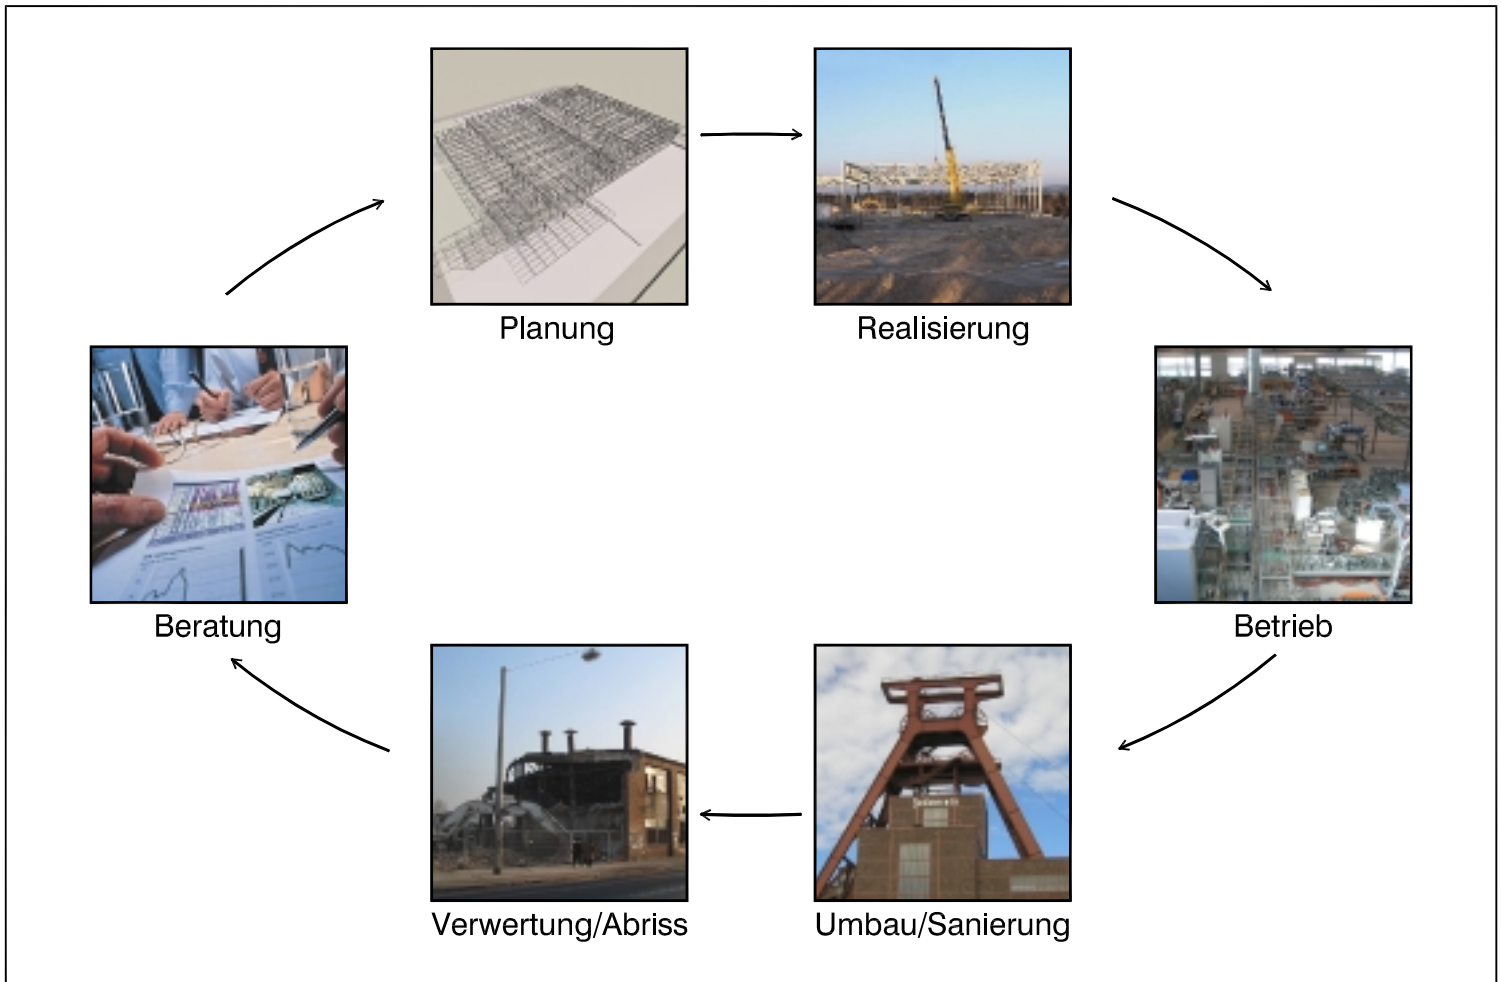 Planung
Realisierung
Beratung
Betrieb
Verwertung/Abriss
Umbau/Sanierung